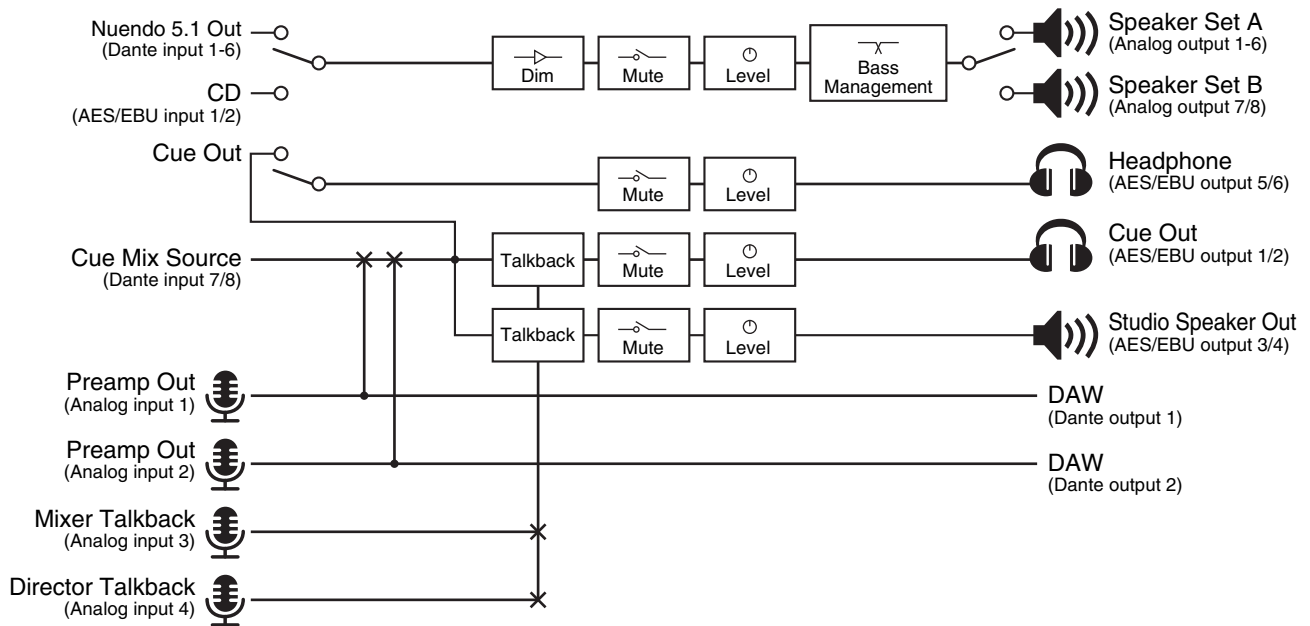 Nuendo 5.1 Out
(Dante input 1-6)
CD
(AES/EBU input 1/2)
Dim
Mute
Level
Bass
Management
Speaker Set A
(Analog output 1-6)
Speaker Set B
(Analog output 7/8)
Cue Out
Mute
Level
Headphone
(AES/EBU output 5/6)
Cue Mix Source
(Dante input 7/8)
Talkback
Mute
Level
Cue Out
(AES/EBU output 1/2)
Talkback
Mute
Level
Studio Speaker Out
(AES/EBU output 3/4)
Preamp Out
(Analog input 1)
DAW
(Dante output 1)
Preamp Out
(Analog input 2)
DAW
(Dante output 2)
Mixer Talkback
(Analog input 3)
Director Talkback
(Analog input 4)